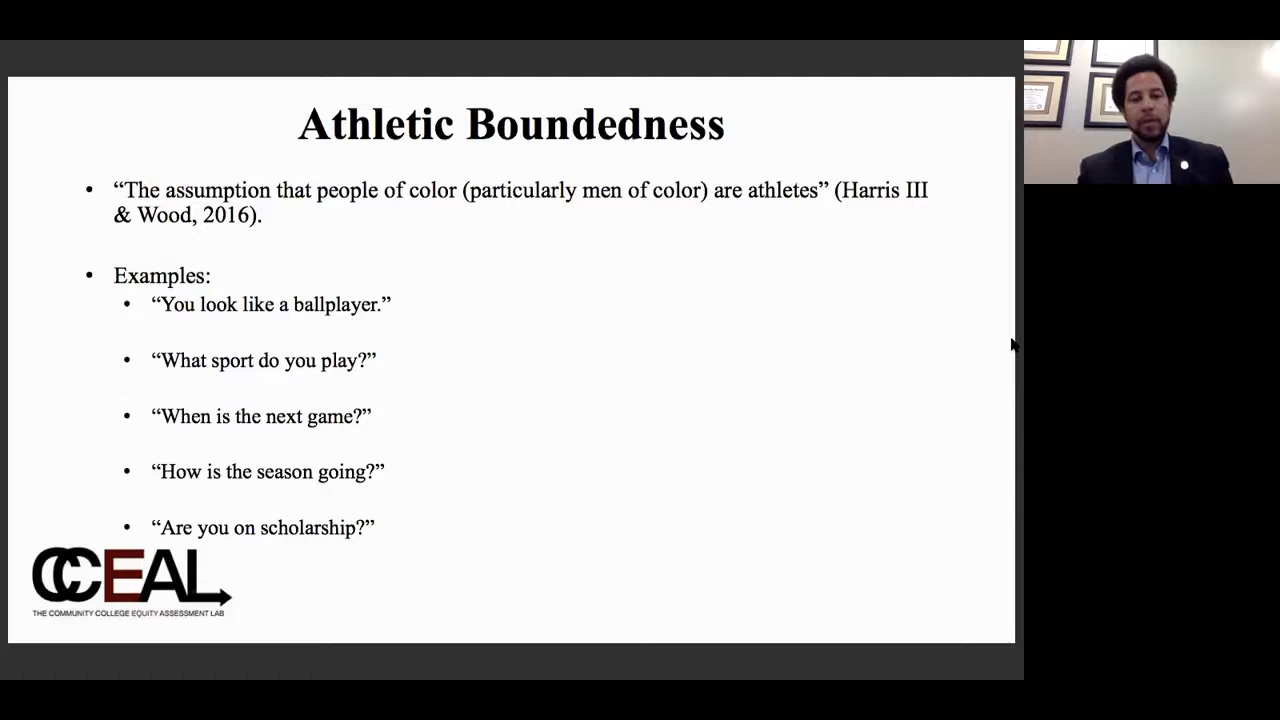 Athletic Boundedness
• “The assumption that people of color (particularly men of color) are athletes” (Harris III
& Wood, 2016).
• Examples:
• “You look like a ballplayer.”
• “What sport do you play?”
• “When is the next game?”
• “How is the season going?”
• “Are you on scholarship?”
CCEAL
THE COMMUNITY COLLEGE EQUITY ASSESSMENT LAB